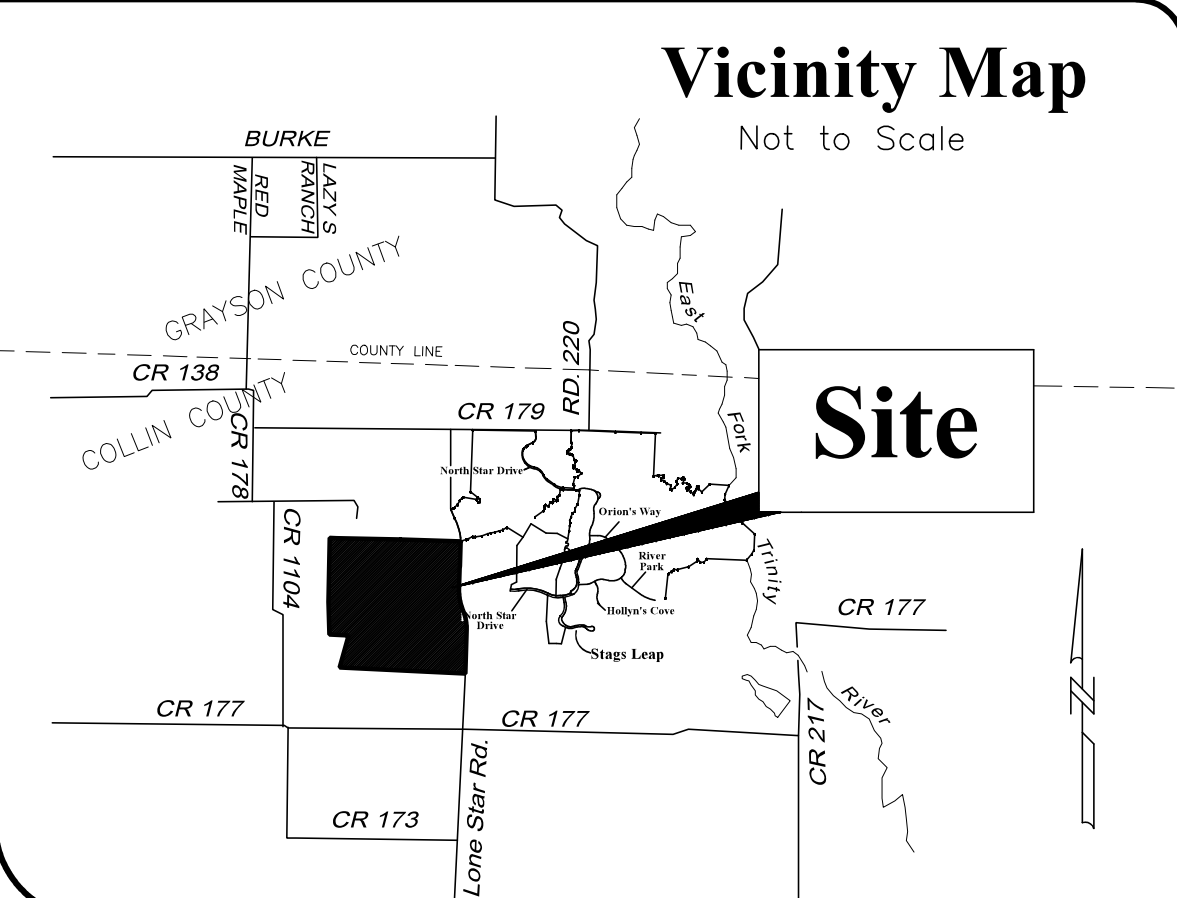 Vicinity Map
Not to Scale
BURKE
RED
MAPLE
LAZY S
RANCH
GRAYSON COUNTY
COUNTY LINE
CR 138
COLLIN COUNTY
CR 178
CR 179
RD. 220
East
Fork
Trinity
River
Site
North Star Drive
Orion's Way
River
Park
CR 1104
North Star
Drive
Hollyn's Cove
Stags Leap
CR 177
CR 177
CR 177
CR 217
CR 173
Lone Star Rd.
N